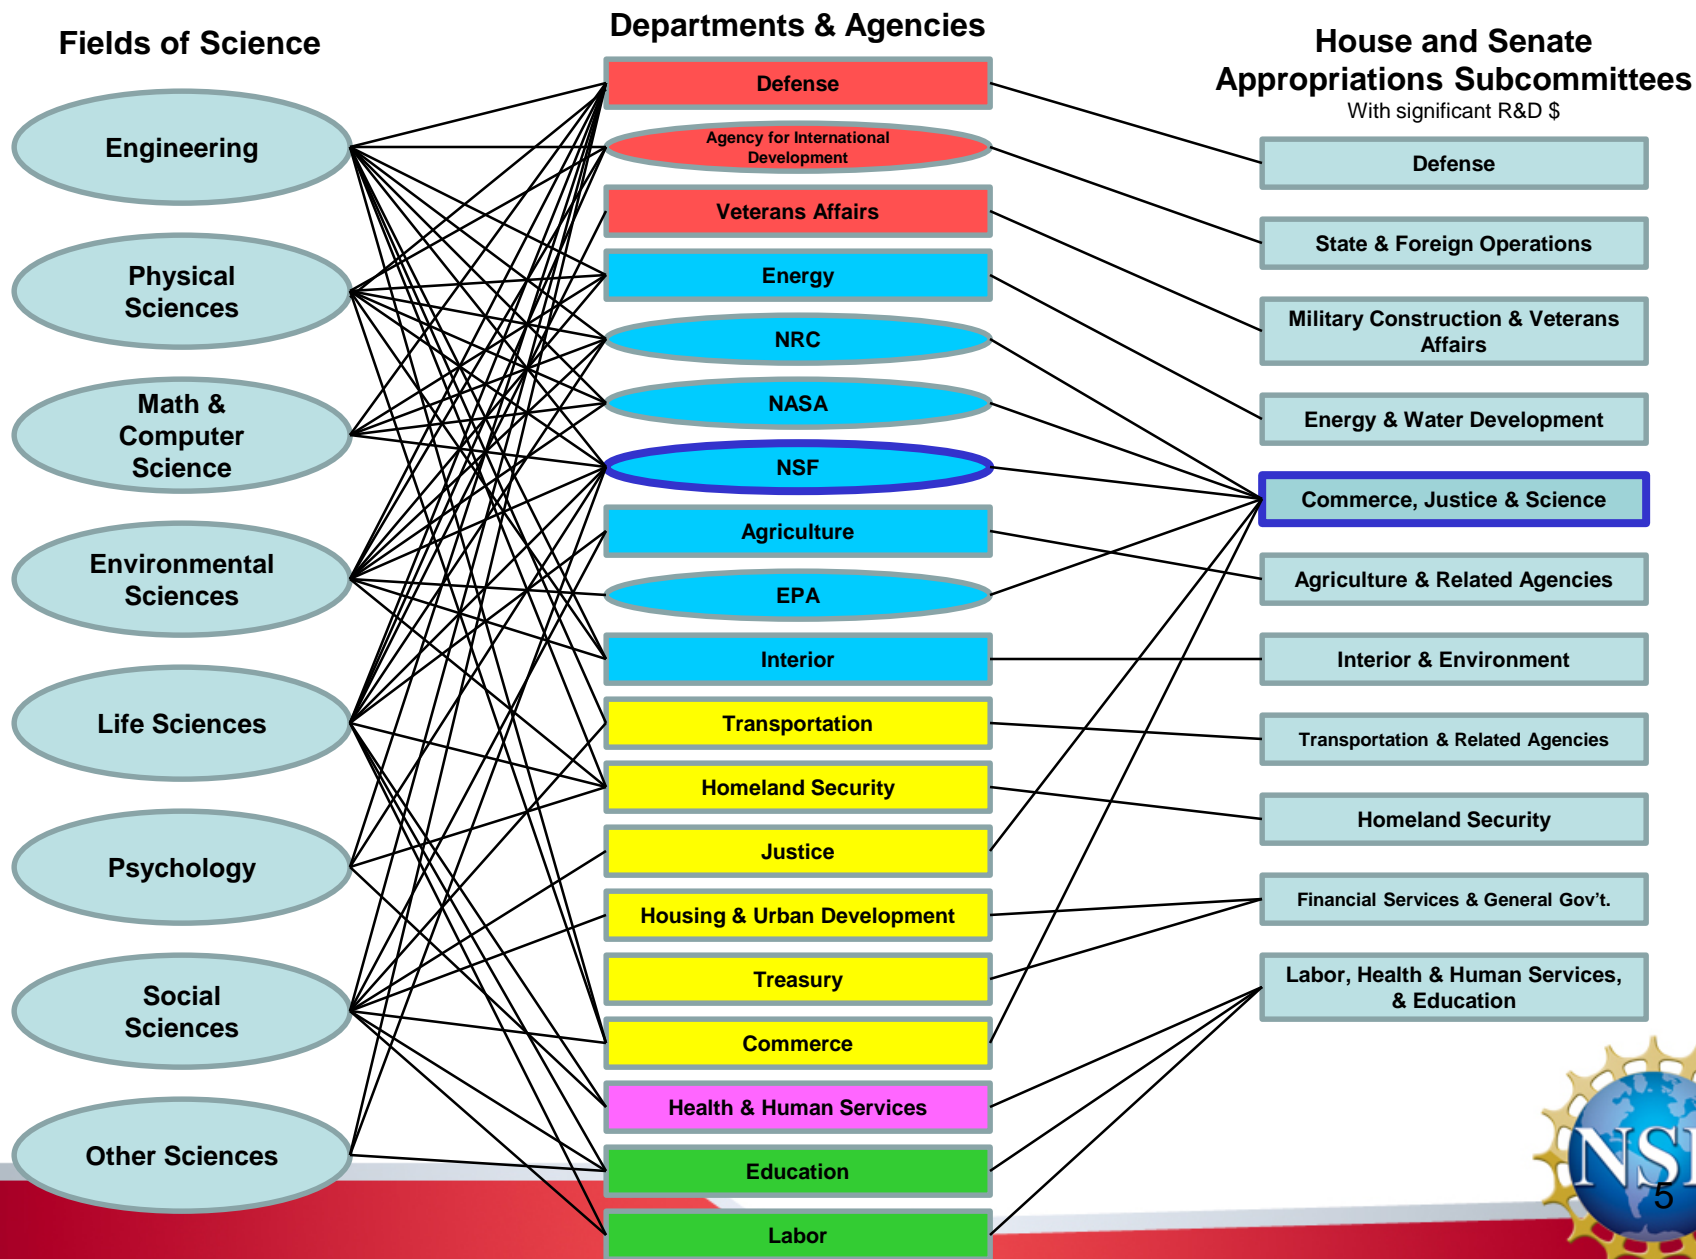 Fields of Science
Engineering
Physical
Sciences
Math &
Computer
Science
Environmental
Sciences
Life Sciences
Psychology
Social
Sciences
Other Sciences
Departments & Agencies
Defense
Agency for International
Development
Veterans Affairs
Energy
NRC
NASA
NSF
Agriculture
EPA
Interior
Transportation
Homeland Security
Justice
Housing & Urban Development
Treasury
Commerce
Health & Human Services
Education
Labor
House and Senate
Appropriations Subcommittees
With significant R&D $
Defense
State & Foreign Operations
Military Construction & Veterans
Affairs
Energy & Water Development
Commerce, Justice & Science
Agriculture & Related Agencies
Interior & Environment
Transportation & Related Agencies
Homeland Security
Financial Services & General Gov’t.
Labor, Health & Human Services,
& Education
NSF
5